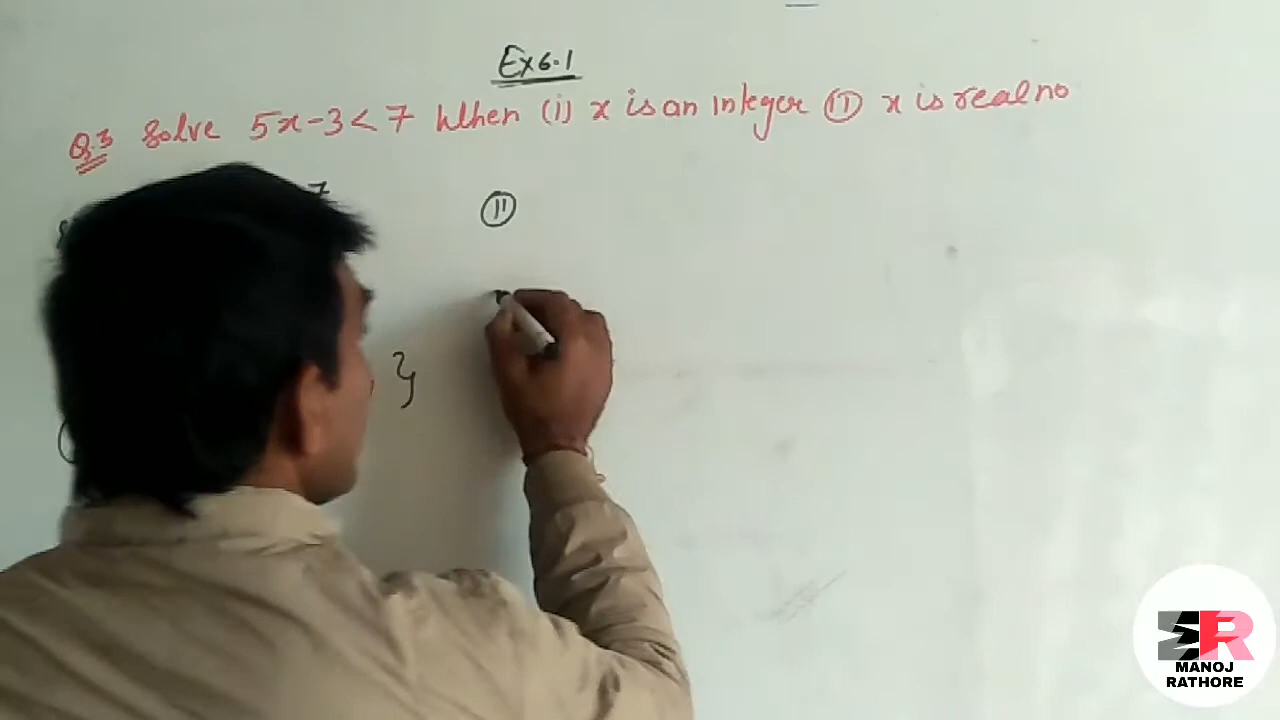 Ex 6.1
Q.3 Solve 5x-3<7 When (i) x is an integer (ii) x is real no
7
(ii)
}
MANOJ
RATHORE